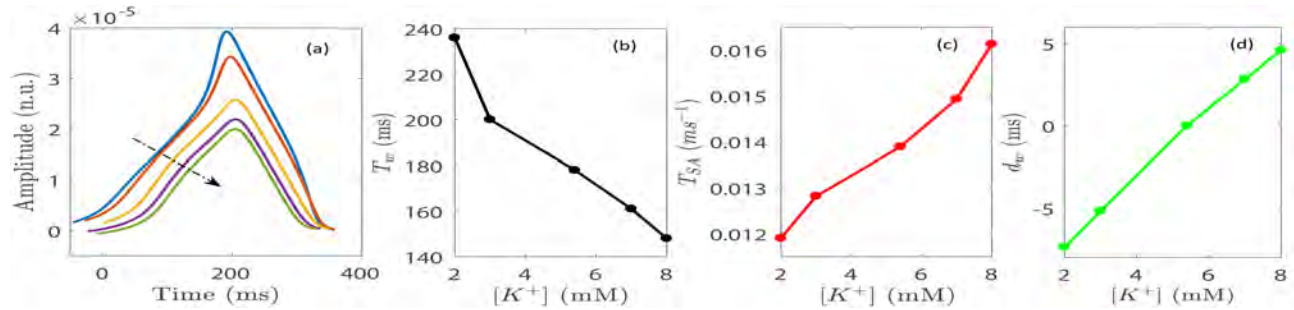 × 10⁻⁵
(a)
4
3
2
1
0
Amplitude (n.u.)
0
200
400
Time (ms)
(b)
240
220
200
180
160
140
T_w (ms)
2
4
6
8
[K⁺] (mM)
(c)
0.016
0.015
0.014
0.013
0.012
T_SA (ms⁻¹)
2
4
6
8
[K⁺] (mM)
(d)
5
0
-5
d_w (ms)
2
4
6
8
[K⁺] (mM)